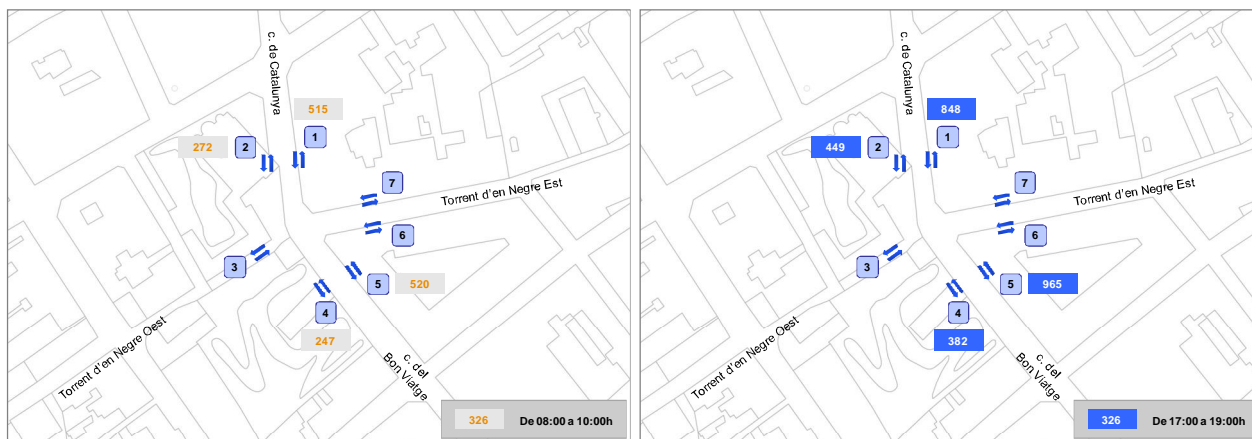 c. de Catalunya
515
1
272
2
7
Torrent d'en Negre Est
6
3
5
520
4
247
Torrent d'en Negre Oest
c. del
Bon Viatge
326
De 08:00 a 10:00h
c. de Catalunya
848
1
449
2
7
Torrent d'en Negre Est
6
3
5
965
4
382
Torrent d'en Negre Oest
c. del
Bon Viatge
326
De 17:00 a 19:00h